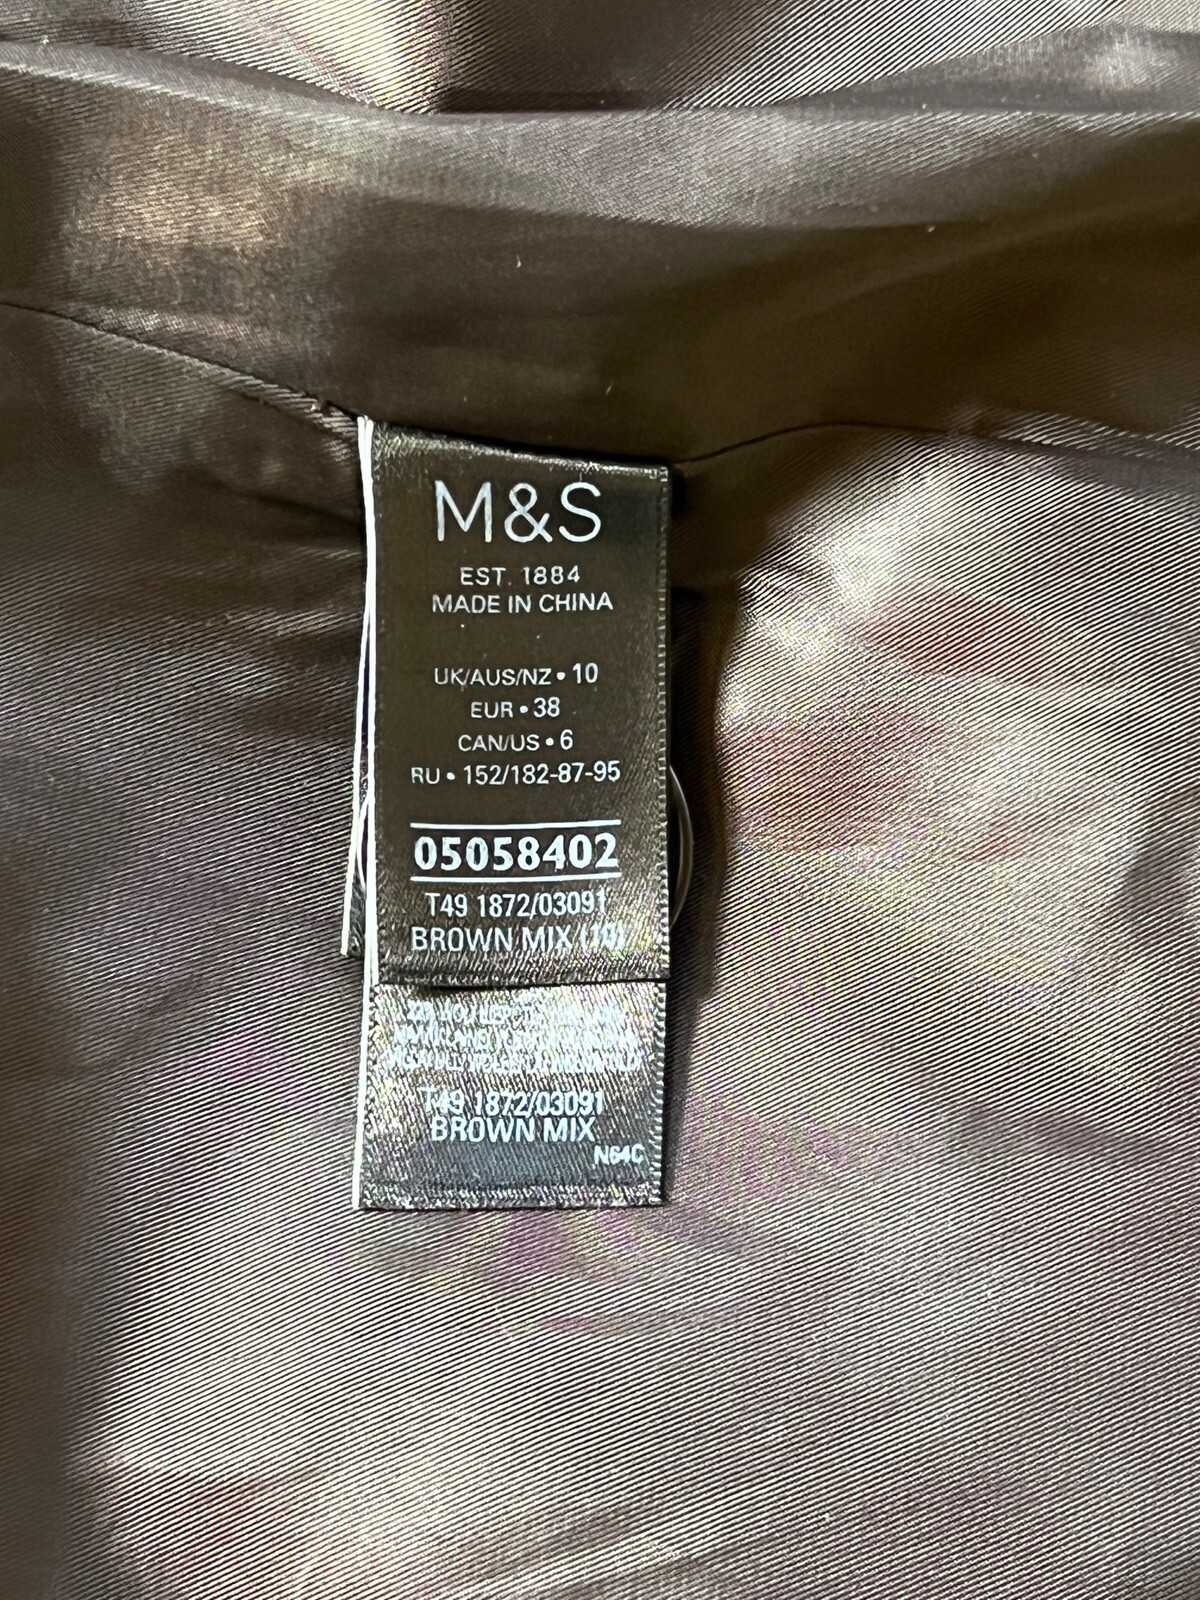 M&S
EST. 1884
MADE IN CHINA
UK/AUS/NZ • 10
EUR • 38
CAN/US • 6
RU • 152/182-87-95
05058402
T49 1872/03091
BROWN MIX (10)
T49 1872/03091
BROWN MIX
N64C